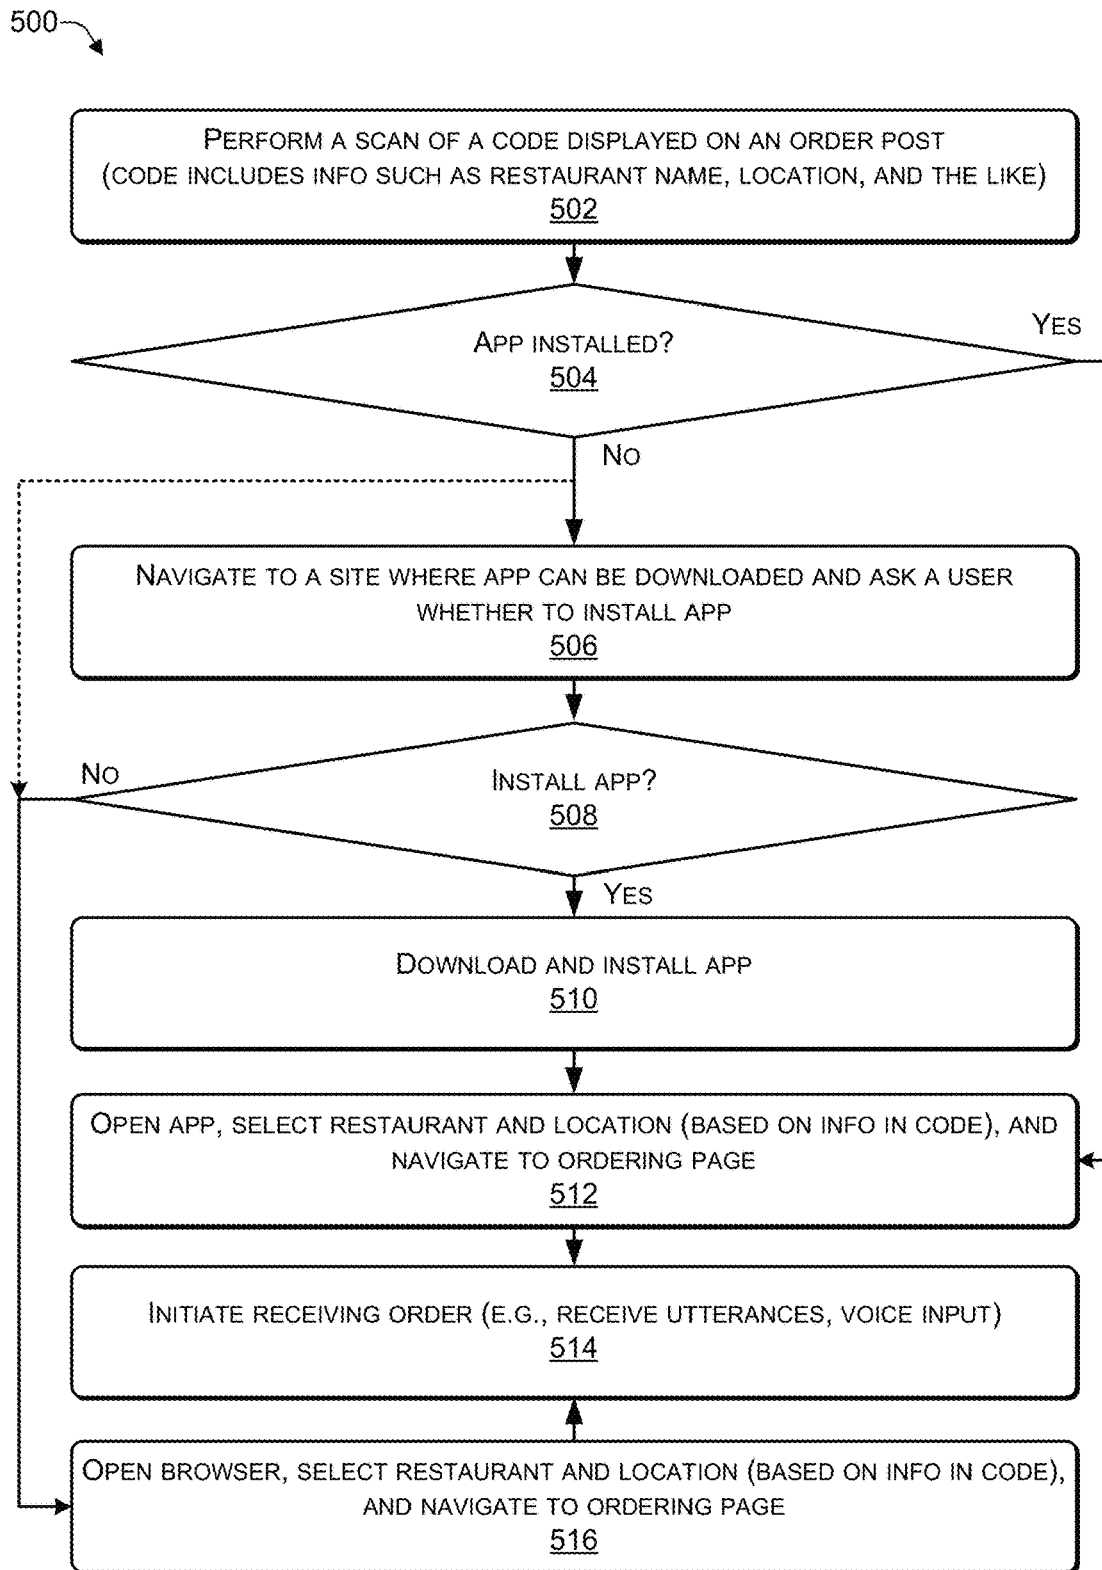 500
PERFORM A SCAN OF A CODE DISPLAYED ON AN ORDER POST
(CODE INCLUDES INFO SUCH AS RESTAURANT NAME, LOCATION, AND THE LIKE)
502
YES
APP INSTALLED?
504
NO
NAVIGATE TO A SITE WHERE APP CAN BE DOWNLOADED AND ASK A USER
WHETHER TO INSTALL APP
506
NO
INSTALL APP?
508
YES
DOWNLOAD AND INSTALL APP
510
OPEN APP, SELECT RESTAURANT AND LOCATION (BASED ON INFO IN CODE), AND
NAVIGATE TO ORDERING PAGE
512
INITIATE RECEIVING ORDER (E.G., RECEIVE UTTERANCES, VOICE INPUT)
514
OPEN BROWSER, SELECT RESTAURANT AND LOCATION (BASED ON INFO IN CODE),
AND NAVIGATE TO ORDERING PAGE
516